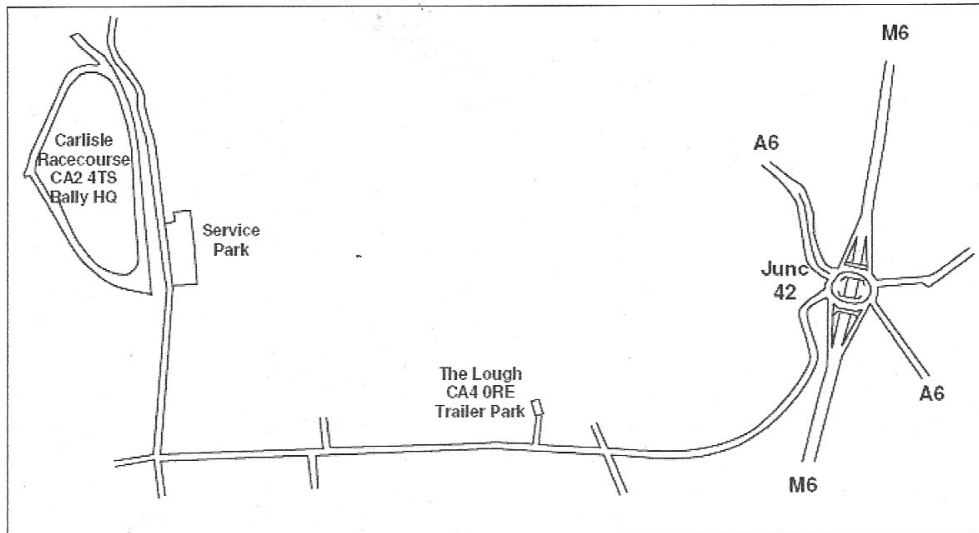 M6
A6
Carlisle
Racecourse
CA2 4TS
Rally HQ
Service
Park
Junc
42
The Lough
CA4 0RE
Trailer Park
A6
M6